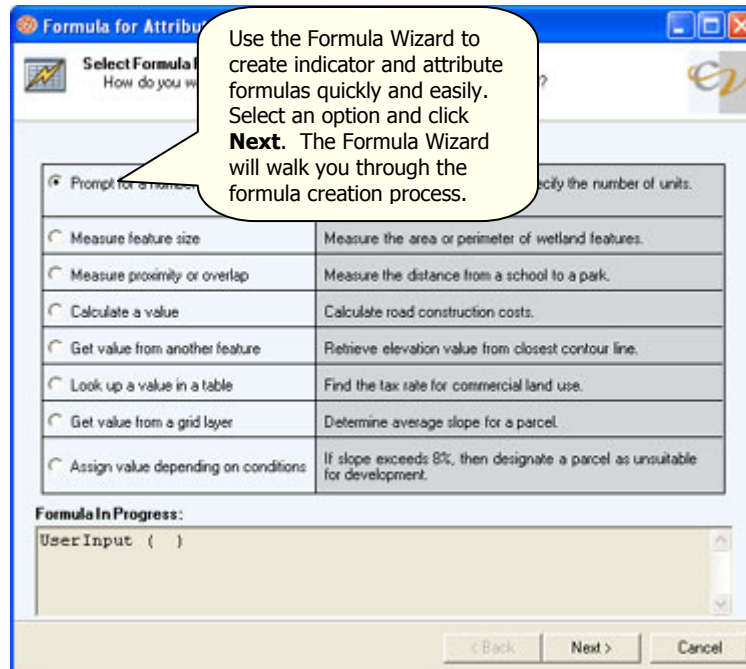 Formula for Attribu
Use the Formula Wizard to
create indicator and attribute
formulas quickly and easily.
Select an option and click
Next. The Formula Wizard
will walk you through the
formula creation process.
Select Formula
How do you w ?
Prompt for a number ecify the number of units.
Measure feature size Measure the area or perimeter of wetland features.
Measure proximity or overlap Measure the distance from a school to a park.
Calculate a value Calculate road construction costs.
Get value from another feature Retrieve elevation value from closest contour line.
Look up a value in a table Find the tax rate for commercial land use.
Get value from a grid layer Determine average slope for a parcel.
Assign value depending on conditions If slope exceeds 8%, then designate a parcel as unsuitable
for development.
Formula In Progress:
UserInput ( )
< Back Next > Cancel